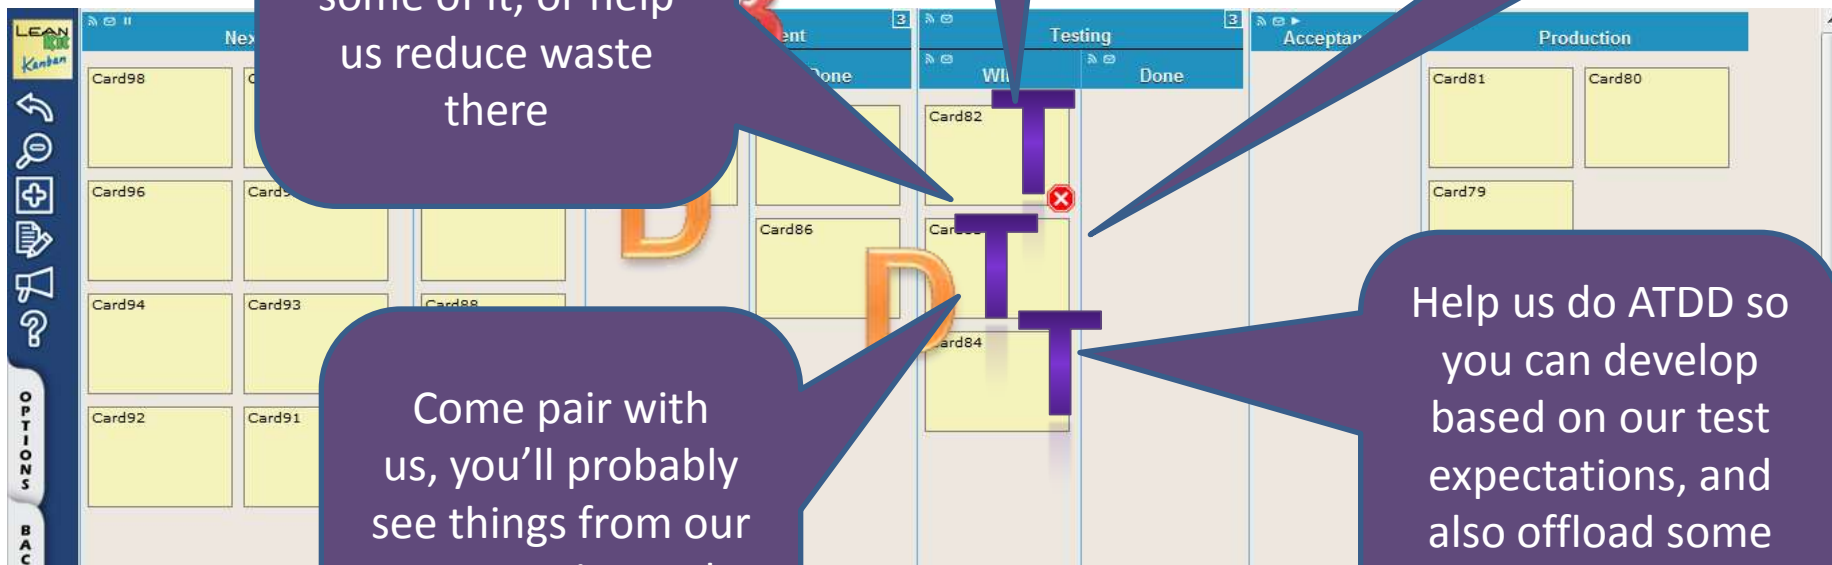 some of it, or help
us reduce waste
there
LEAN
KIT
Kanban
3
Testing
3
Production
Done
Done
Card98
Card82
Card81
Card80
Card96
Card86
Card79
Card94
Card93
Card88
Card84
Card92
Card91
T
T
T
D
D
Come pair with
us, you'll probably
see things from our
Help us do ATDD so
you can develop
based on our test
expectations, and
also offload some
OPTIONS